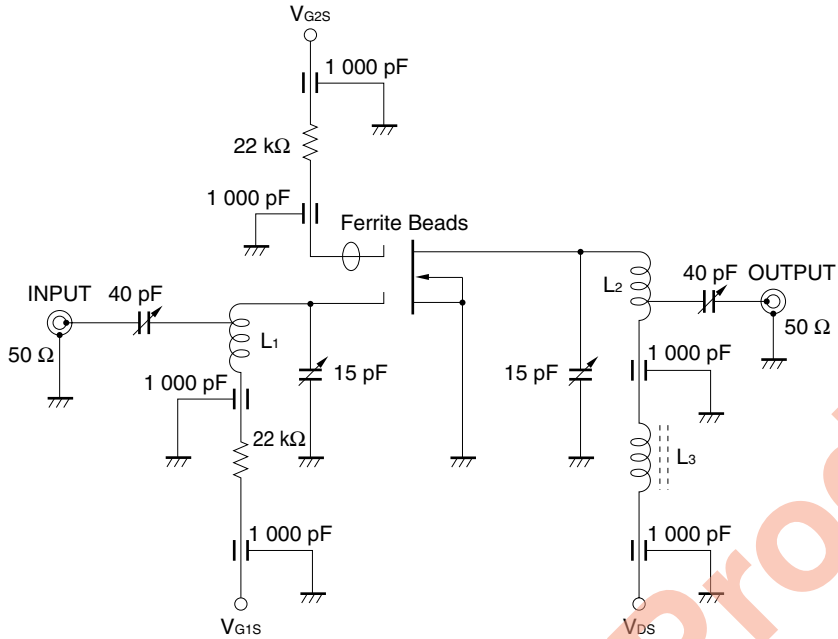 VG2S
1 000 pF
22 kΩ
1 000 pF
Ferrite Beads
INPUT
40 pF
50 Ω
L1
15 pF
1 000 pF
22 kΩ
1 000 pF
VG1S
L2
40 pF
OUTPUT
50 Ω
15 pF
1 000 pF
L3
1 000 pF
VDS
Pro